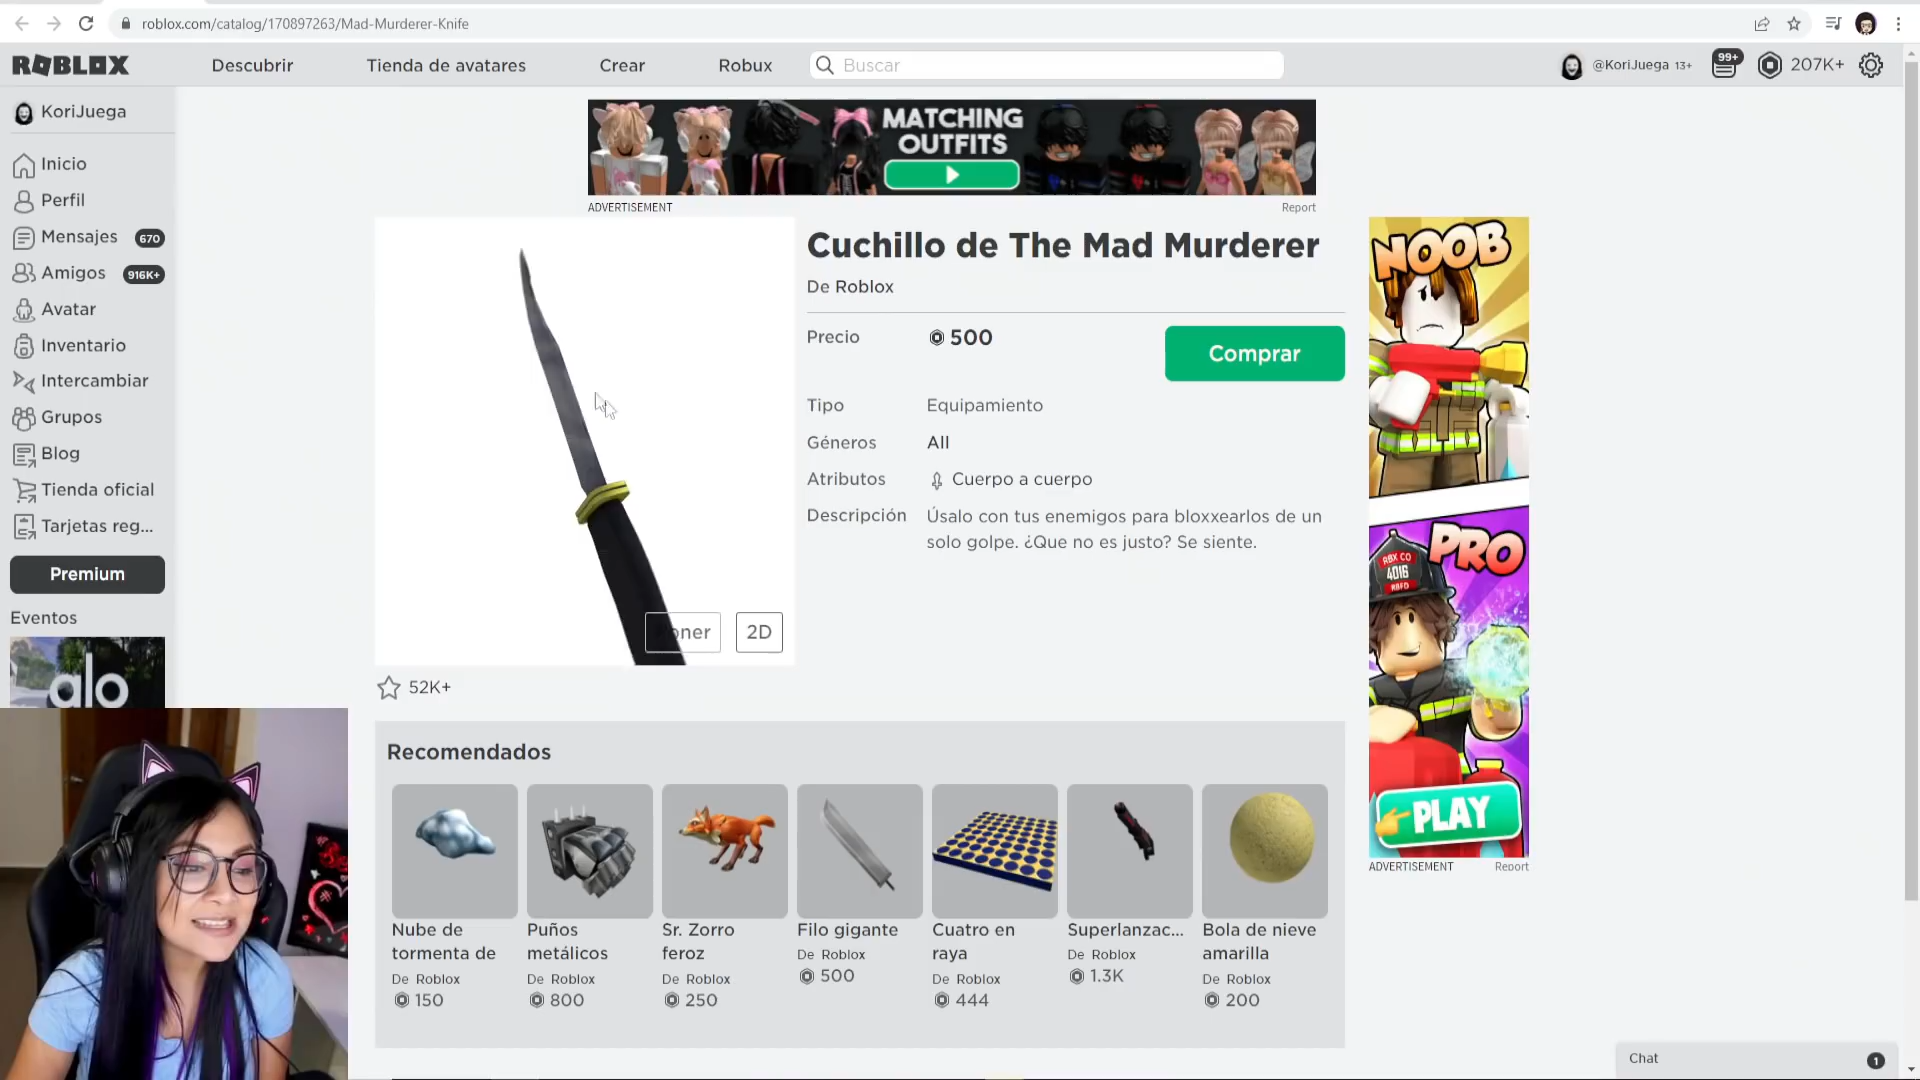 roblox.com/catalog/170897263/Mad-Murderer-Knife
ROBLOX
Descubrir
Tienda de avatares
Crear
Robux
Buscar
@KoriJuega 13+
99+
207K+
KoriJuega
Inicio
Perfil
Mensajes 670
Amigos 916K+
Avatar
Inventario
Intercambiar
Grupos
Blog
Tienda oficial
Tarjetas reg...
Premium
Eventos
alo
MATCHING
OUTFITS
ADVERTISEMENT
Report
Cuchillo de The Mad Murderer
De Roblox
Precio 500
Comprar
Tipo Equipamiento
Géneros All
Atributos Cuerpo a cuerpo
Descripción Úsalo con tus enemigos para bloxxearlos de un
solo golpe. ¿Que no es justo? Se siente.
2D
52K+
NOOB
RBX CO
4016
RBFD
PRO
PLAY
ADVERTISEMENT
Report
Recomendados
Nube de
tormenta de
De Roblox
150
Puños
metálicos
De Roblox
800
Sr. Zorro
feroz
De Roblox
250
Filo gigante
De Roblox
500
Cuatro en
raya
De Roblox
444
Superlanzac...
De Roblox
1.3K
Bola de nieve
amarilla
De Roblox
200
Chat
1